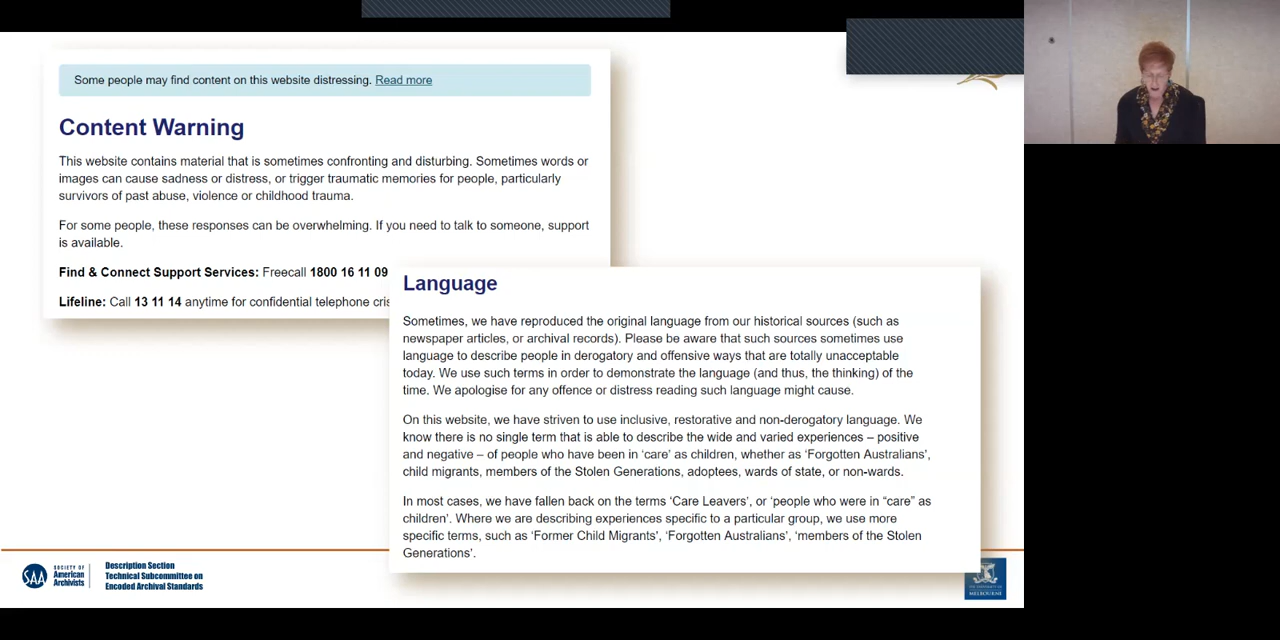 Some people may find content on this website distressing. Read more
Content Warning
This website contains material that is sometimes confronting and disturbing. Sometimes words or
images can cause sadness or distress, or trigger traumatic memories for people, particularly
survivors of past abuse, violence or childhood trauma.
For some people, these responses can be overwhelming. If you need to talk to someone, support
is available.
Find & Connect Support Services: Freecall 1800 16 11 09
Lifeline: Call 13 11 14 anytime for confidential telephone
Language
Sometimes, we have reproduced the original language from our historical sources (such as
newspaper articles, or archival records). Please be aware that such sources sometimes use
language to describe people in derogatory and offensive ways that are totally unacceptable
today. We use such terms in order to demonstrate the language (and thus, the thinking) of the
time. We apologise for any offence or distress reading such language might cause.
On this website, we have striven to use inclusive, restorative and non-derogatory language. We
know there is no single term that is able to describe the wide and varied experiences – positive
and negative – of people who have been in ‘care’ as children, whether as ‘Forgotten Australians’,
child migrants, members of the Stolen Generations, adoptees, wards of state, or non-wards.
In most cases, we have fallen back on the terms ‘Care Leavers’, or ‘people who were in “care” as
children’. Where we are describing experiences specific to a particular group, we use more
specific terms, such as ‘Former Child Migrants’, ‘Forgotten Australians’, ‘members of the Stolen
Generations’.
SAA
SOCIETY OF
American
Archivists
Description Section
Technical Subcommittee on
Encoded Archival Standards
MELBOURNE